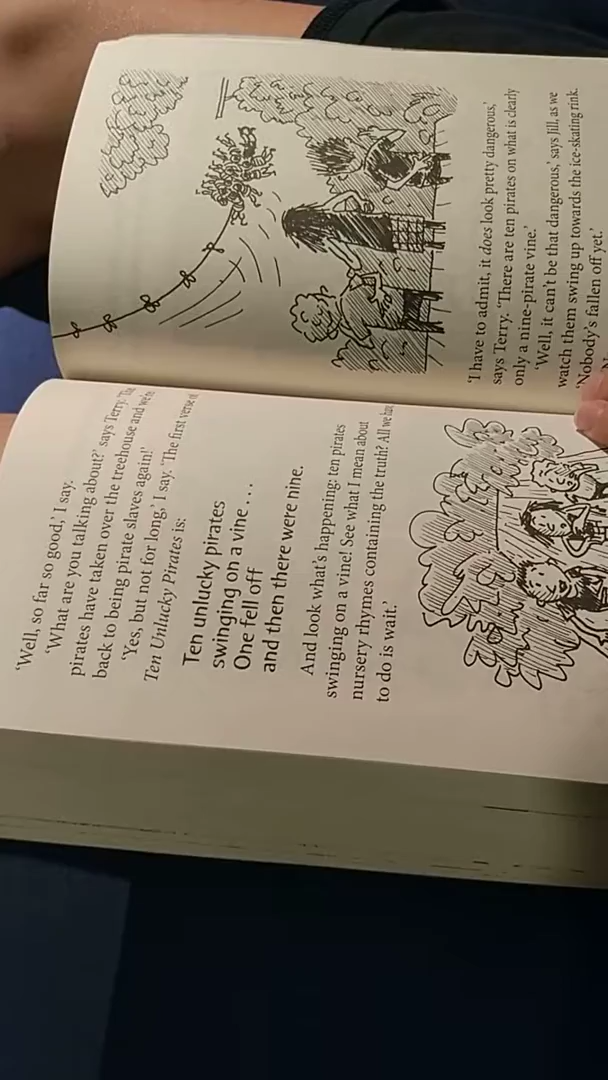 'Well, so far so good,' I say.
'What are you talking about?' says Terry. 'The
pirates have taken over the treehouse and we're
back to being pirate slaves again!'
'Yes, but not for long,' I say. 'The first verse of
Ten Unlucky Pirates is:
Ten unlucky pirates
swinging on a vine ...
One fell off
and then there were nine.
And look what's happening: ten pirates
swinging on a vine! See what I mean about
nursery rhymes containing the truth? All we have
to do is wait.'
'I have to admit, it does look pretty dangerous,'
says Terry. 'There are ten pirates on what is clearly
only a nine-pirate vine.'
'Well, it can't be that dangerous,' says Jill, as we
watch them swing up towards the ice-skating rink.
'Nobody's fallen off yet.'